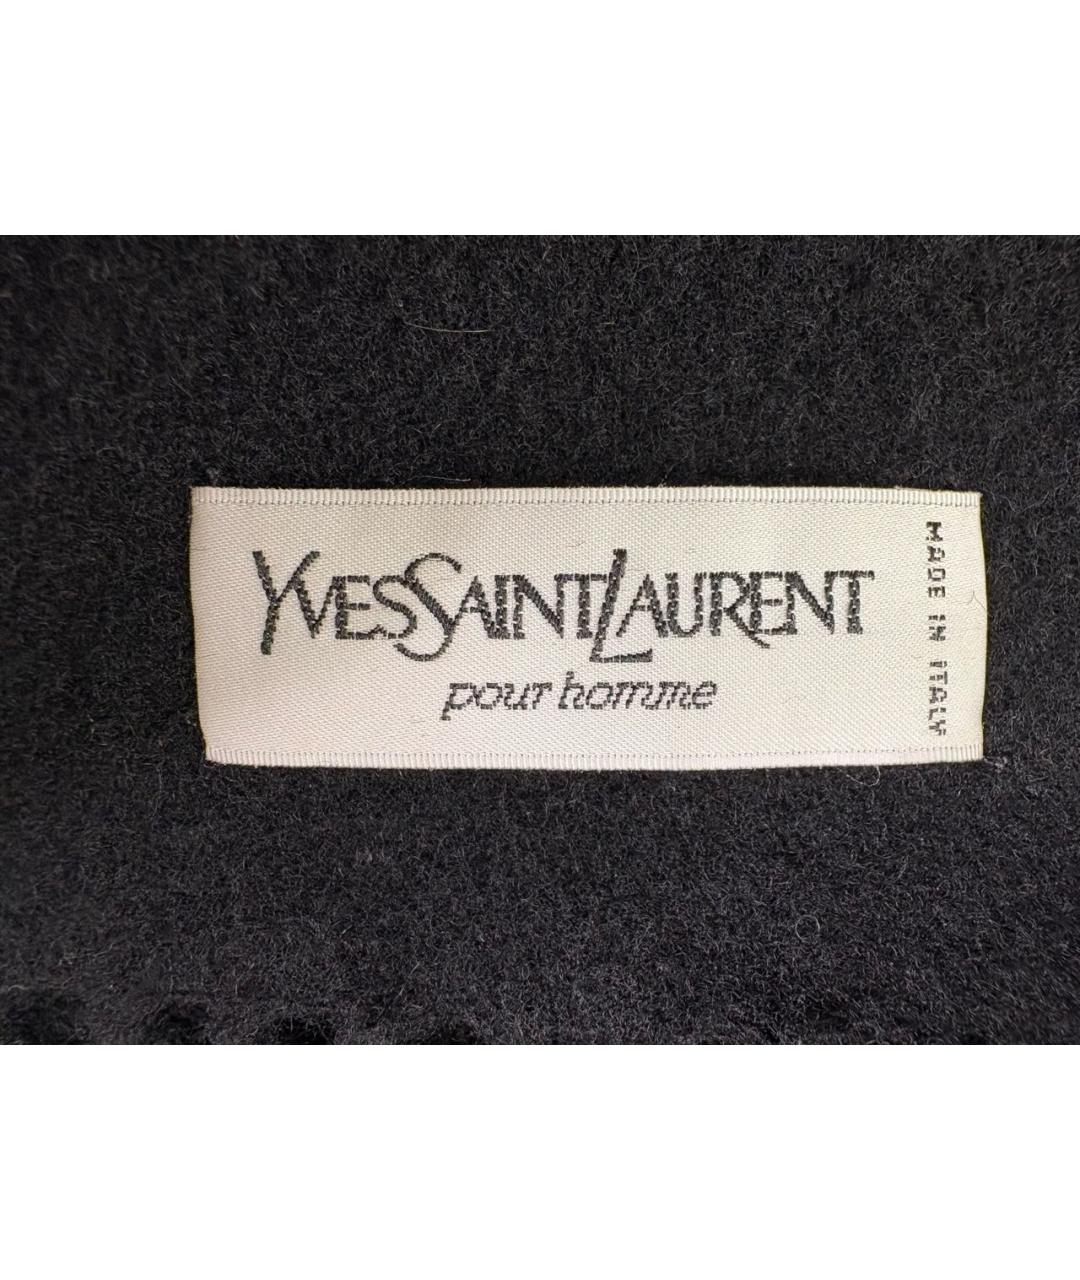 YVESSAINTLAURENT
pour homme
MADE IN ITALY